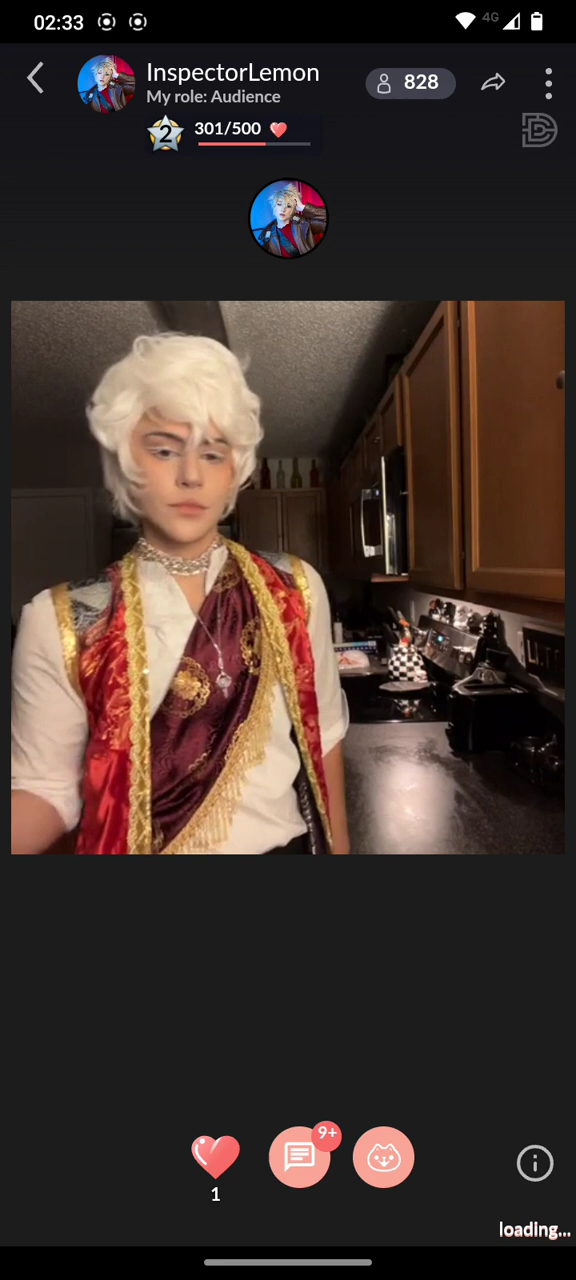 02:33
4G
InspectorLemon
828
My role: Audience
2
301/500
9+
1
loading...